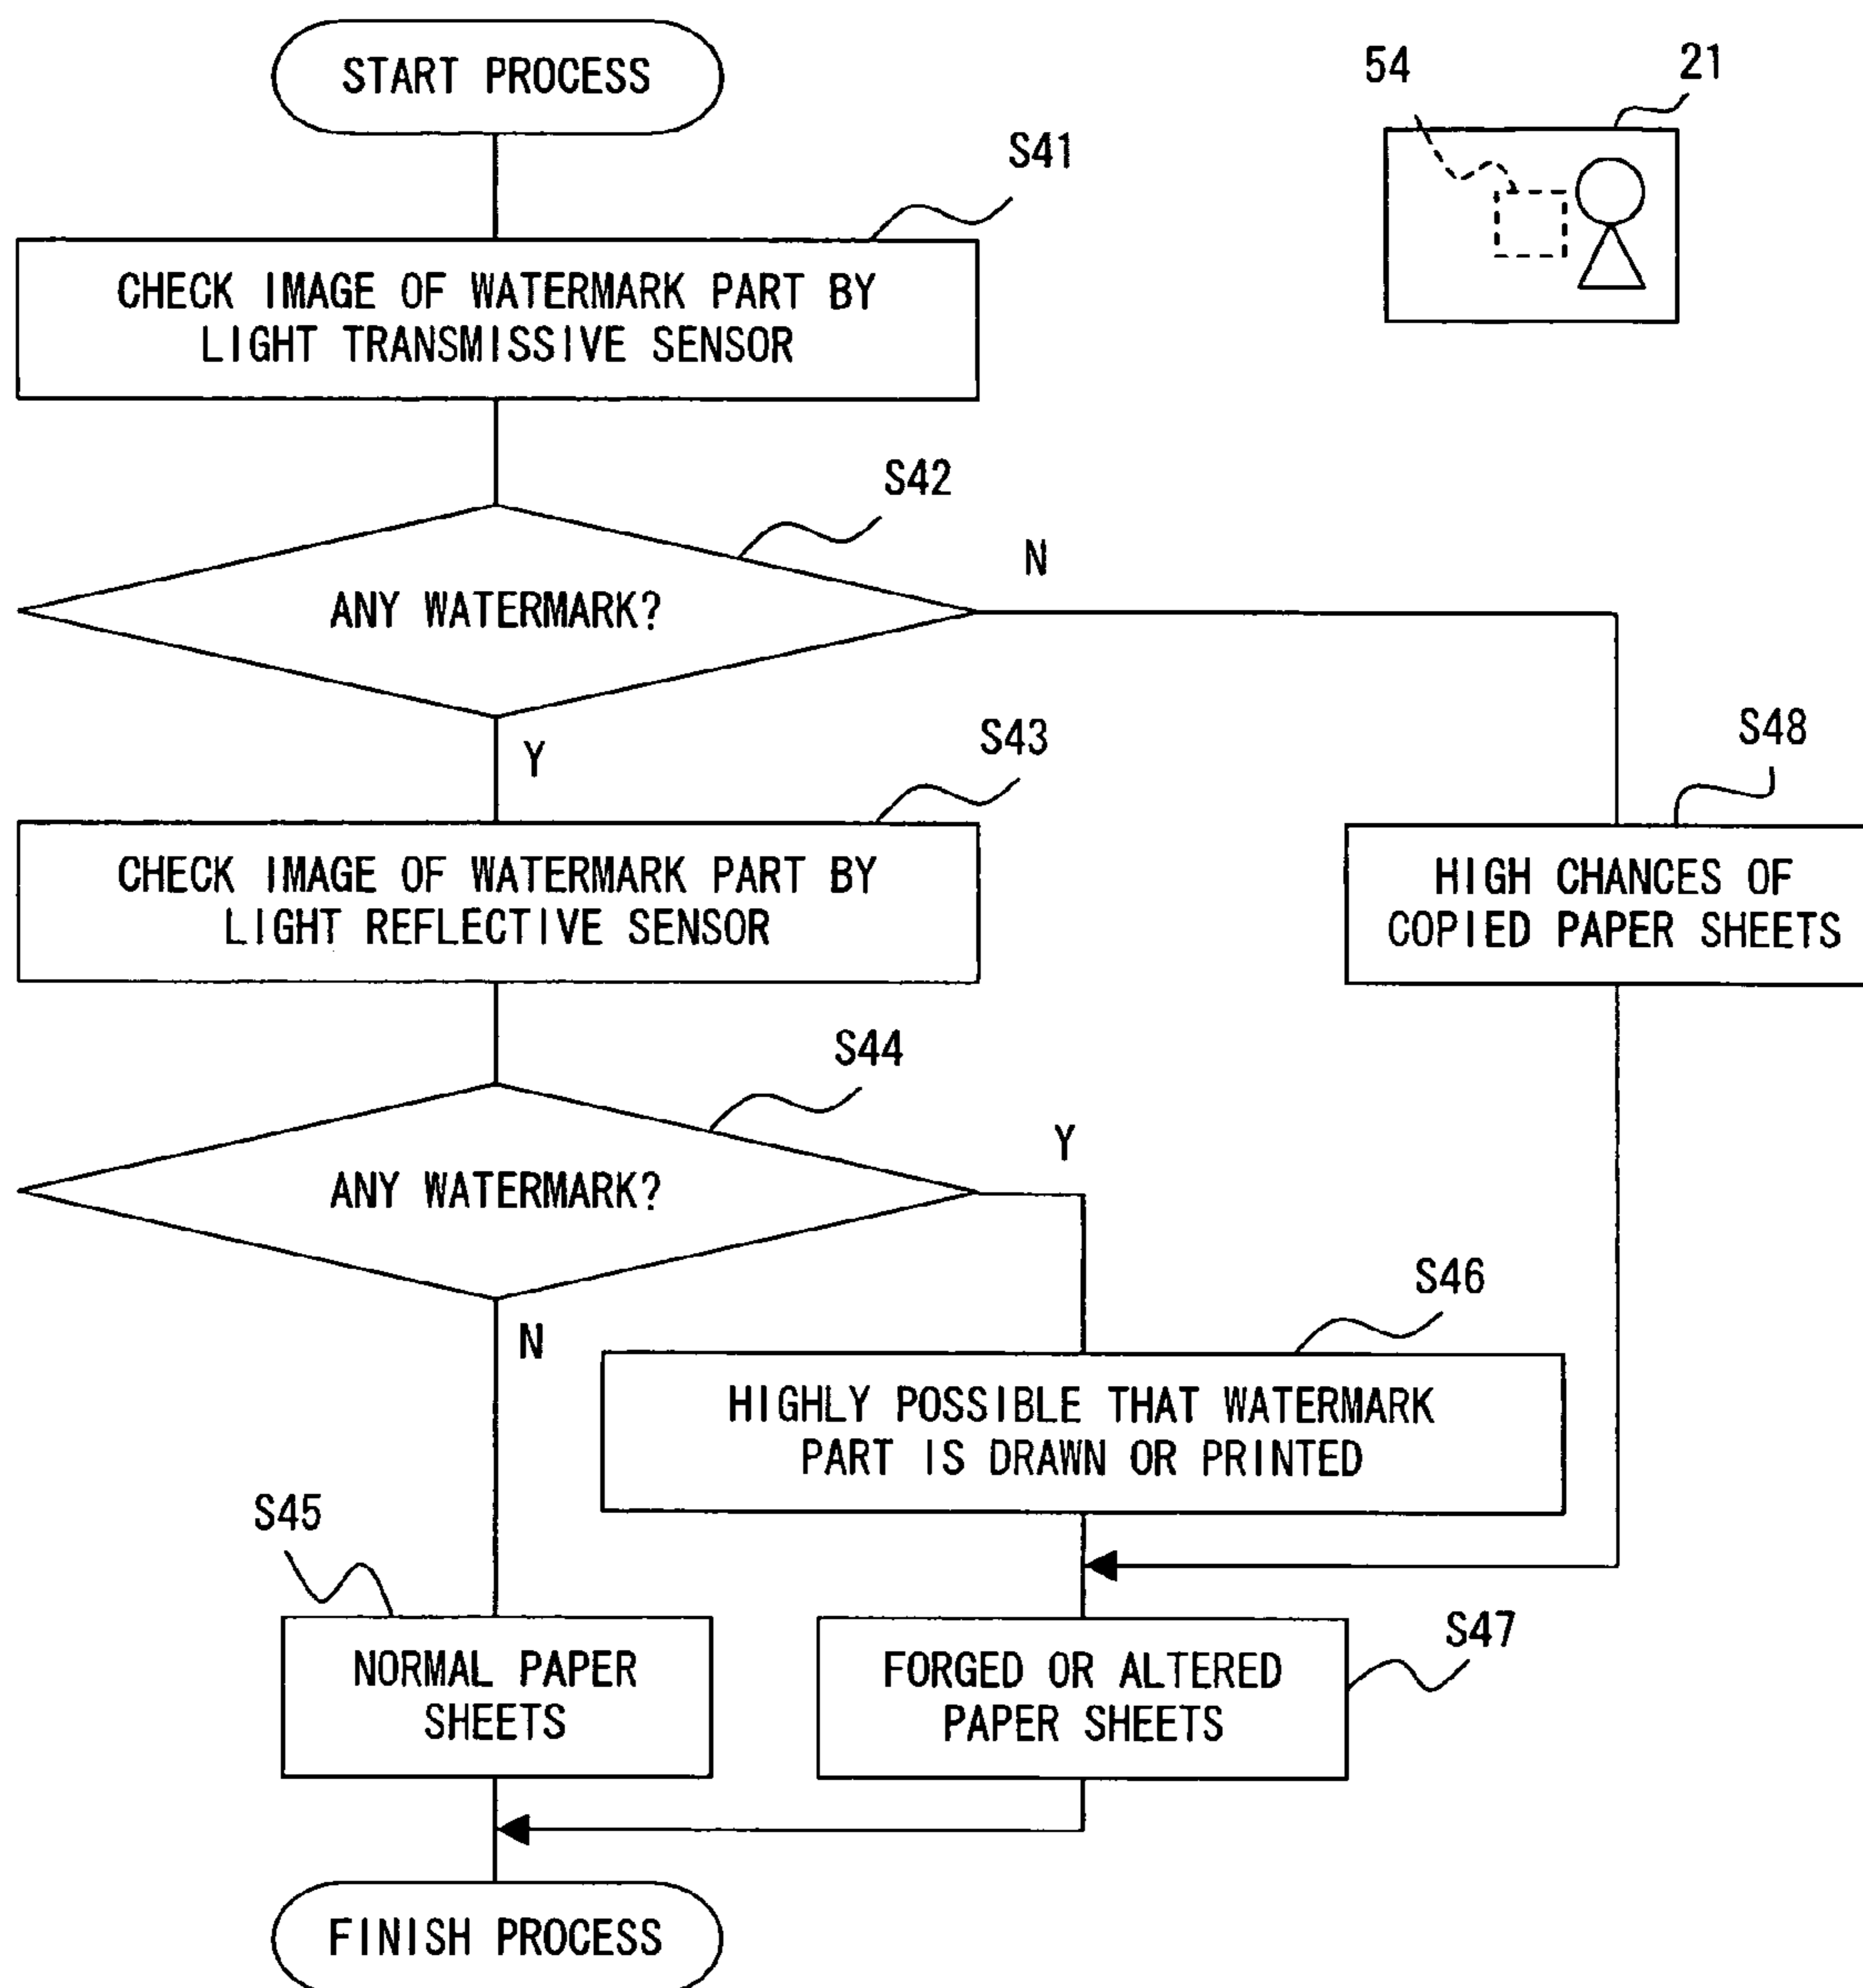 START PROCESS
54
21
S41
CHECK IMAGE OF WATERMARK PART BY
LIGHT TRANSMISSIVE SENSOR
S42
ANY WATERMARK?
N
Y
S43
CHECK IMAGE OF WATERMARK PART BY
LIGHT REFLECTIVE SENSOR
S48
HIGH CHANCES OF
COPIED PAPER SHEETS
S44
ANY WATERMARK?
Y
N
S46
HIGHLY POSSIBLE THAT WATERMARK
PART IS DRAWN OR PRINTED
S45
NORMAL PAPER
SHEETS
S47
FORGED OR ALTERED
PAPER SHEETS
FINISH PROCESS